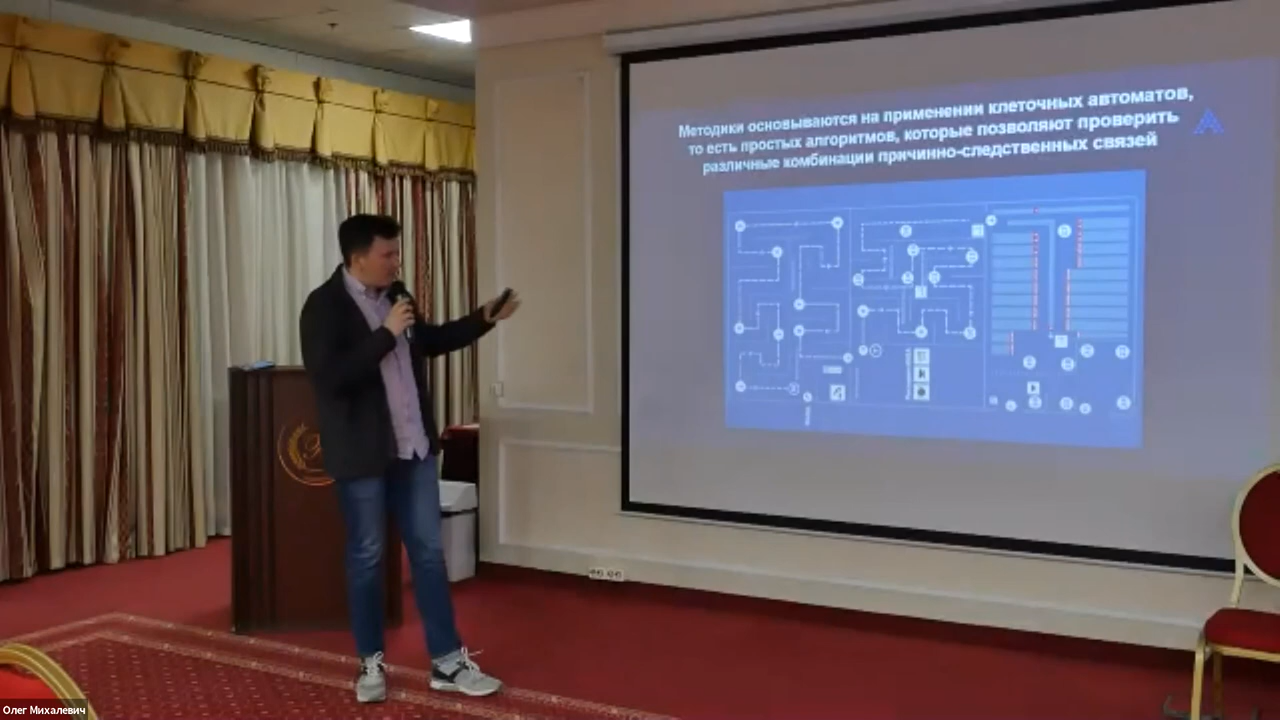 Методики основываются на применении клеточных автоматов,
то есть простых алгоритмов, которые позволяют проверить
различные комбинации причинно-следственных связей
Олег Михалевич